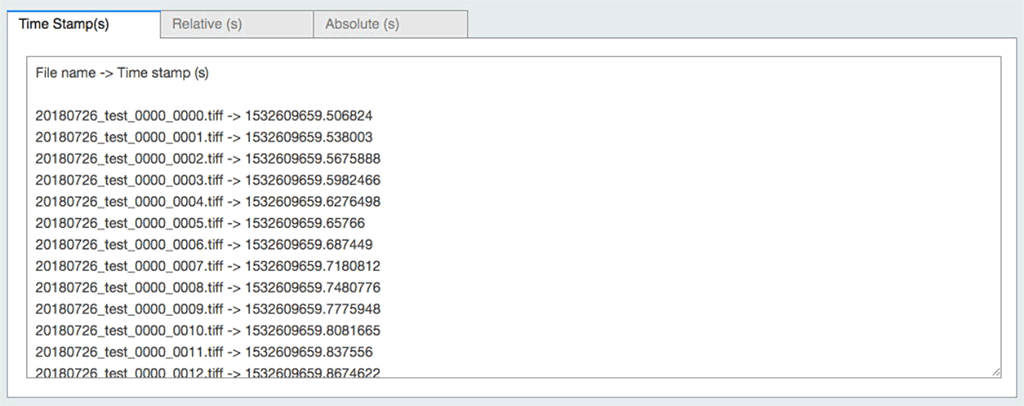 Time Stamp(s) Relative (s) Absolute (s)
File name -> Time stamp (s)
20180726_test_0000_0000.tiff -> 1532609659.506824
20180726_test_0000_0001.tiff -> 1532609659.538003
20180726_test_0000_0002.tiff -> 1532609659.5675888
20180726_test_0000_0003.tiff -> 1532609659.5982466
20180726_test_0000_0004.tiff -> 1532609659.6276498
20180726_test_0000_0005.tiff -> 1532609659.65766
20180726_test_0000_0006.tiff -> 1532609659.687449
20180726_test_0000_0007.tiff -> 1532609659.7180812
20180726_test_0000_0008.tiff -> 1532609659.7480776
20180726_test_0000_0009.tiff -> 1532609659.7775948
20180726_test_0000_0010.tiff -> 1532609659.8081665
20180726_test_0000_0011.tiff -> 1532609659.837556
20180726_test_0000_0012.tiff -> 1532609659.8674622